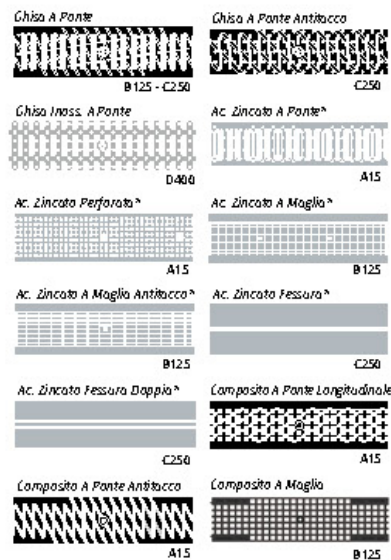 Ghisa A Ponte
B125 - C250
Ghisa A Ponte Antitacco
C250
Ghisa Inoss. A Ponte
D400
Ac. Zincato A Ponte*
A15
Ac. Zincato Perforata*
A15
Ac. Zincato A Maglia*
B125
Ac. Zincato A Maglia Antitacco*
B125
Ac. Zincato Fessura*
C250
Ac. Zincato Fessura Doppia*
C250
Composito A Ponte Longitudinale
A15
Composito A Ponte Antitacco
A15
Composito A Maglia
B125